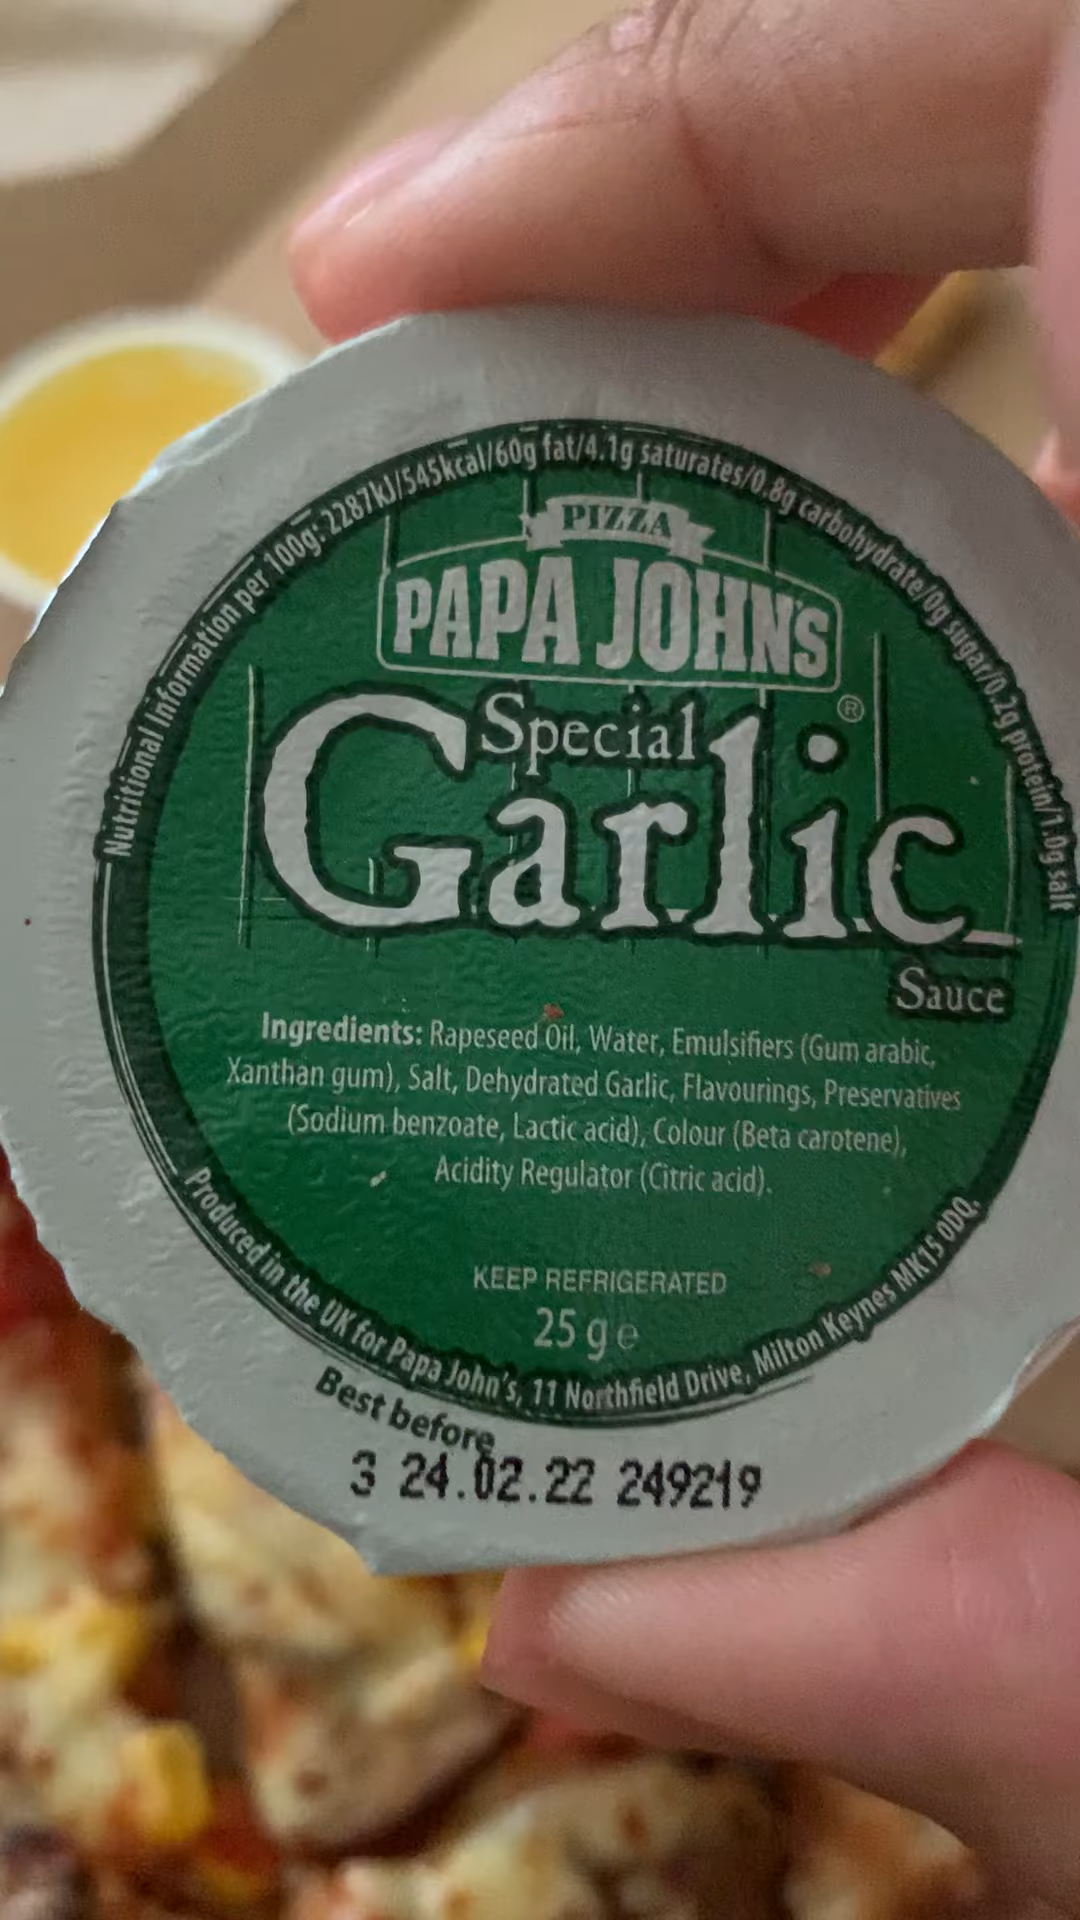 Nutritional Information per 100g: 2287kJ/545kcal/60g fat/4.1g saturates/0.8g carbohydrate/0g sugar/0.2g protein/1.0g salt
PIZZA
PAPA JOHN'S
®
Special
Garlic
Sauce
Ingredients: Rapeseed Oil, Water, Emulsifiers (Gum arabic,
Xanthan gum), Salt, Dehydrated Garlic, Flavourings, Preservatives
(Sodium benzoate, Lactic acid), Colour (Beta carotene),
Acidity Regulator (Citric acid).
KEEP REFRIGERATED
25 g e
Produced in the UK for Papa John's, 11 Northfield Drive, Milton Keynes MK15 0DQ.
Best before
3 24.02.22 249219